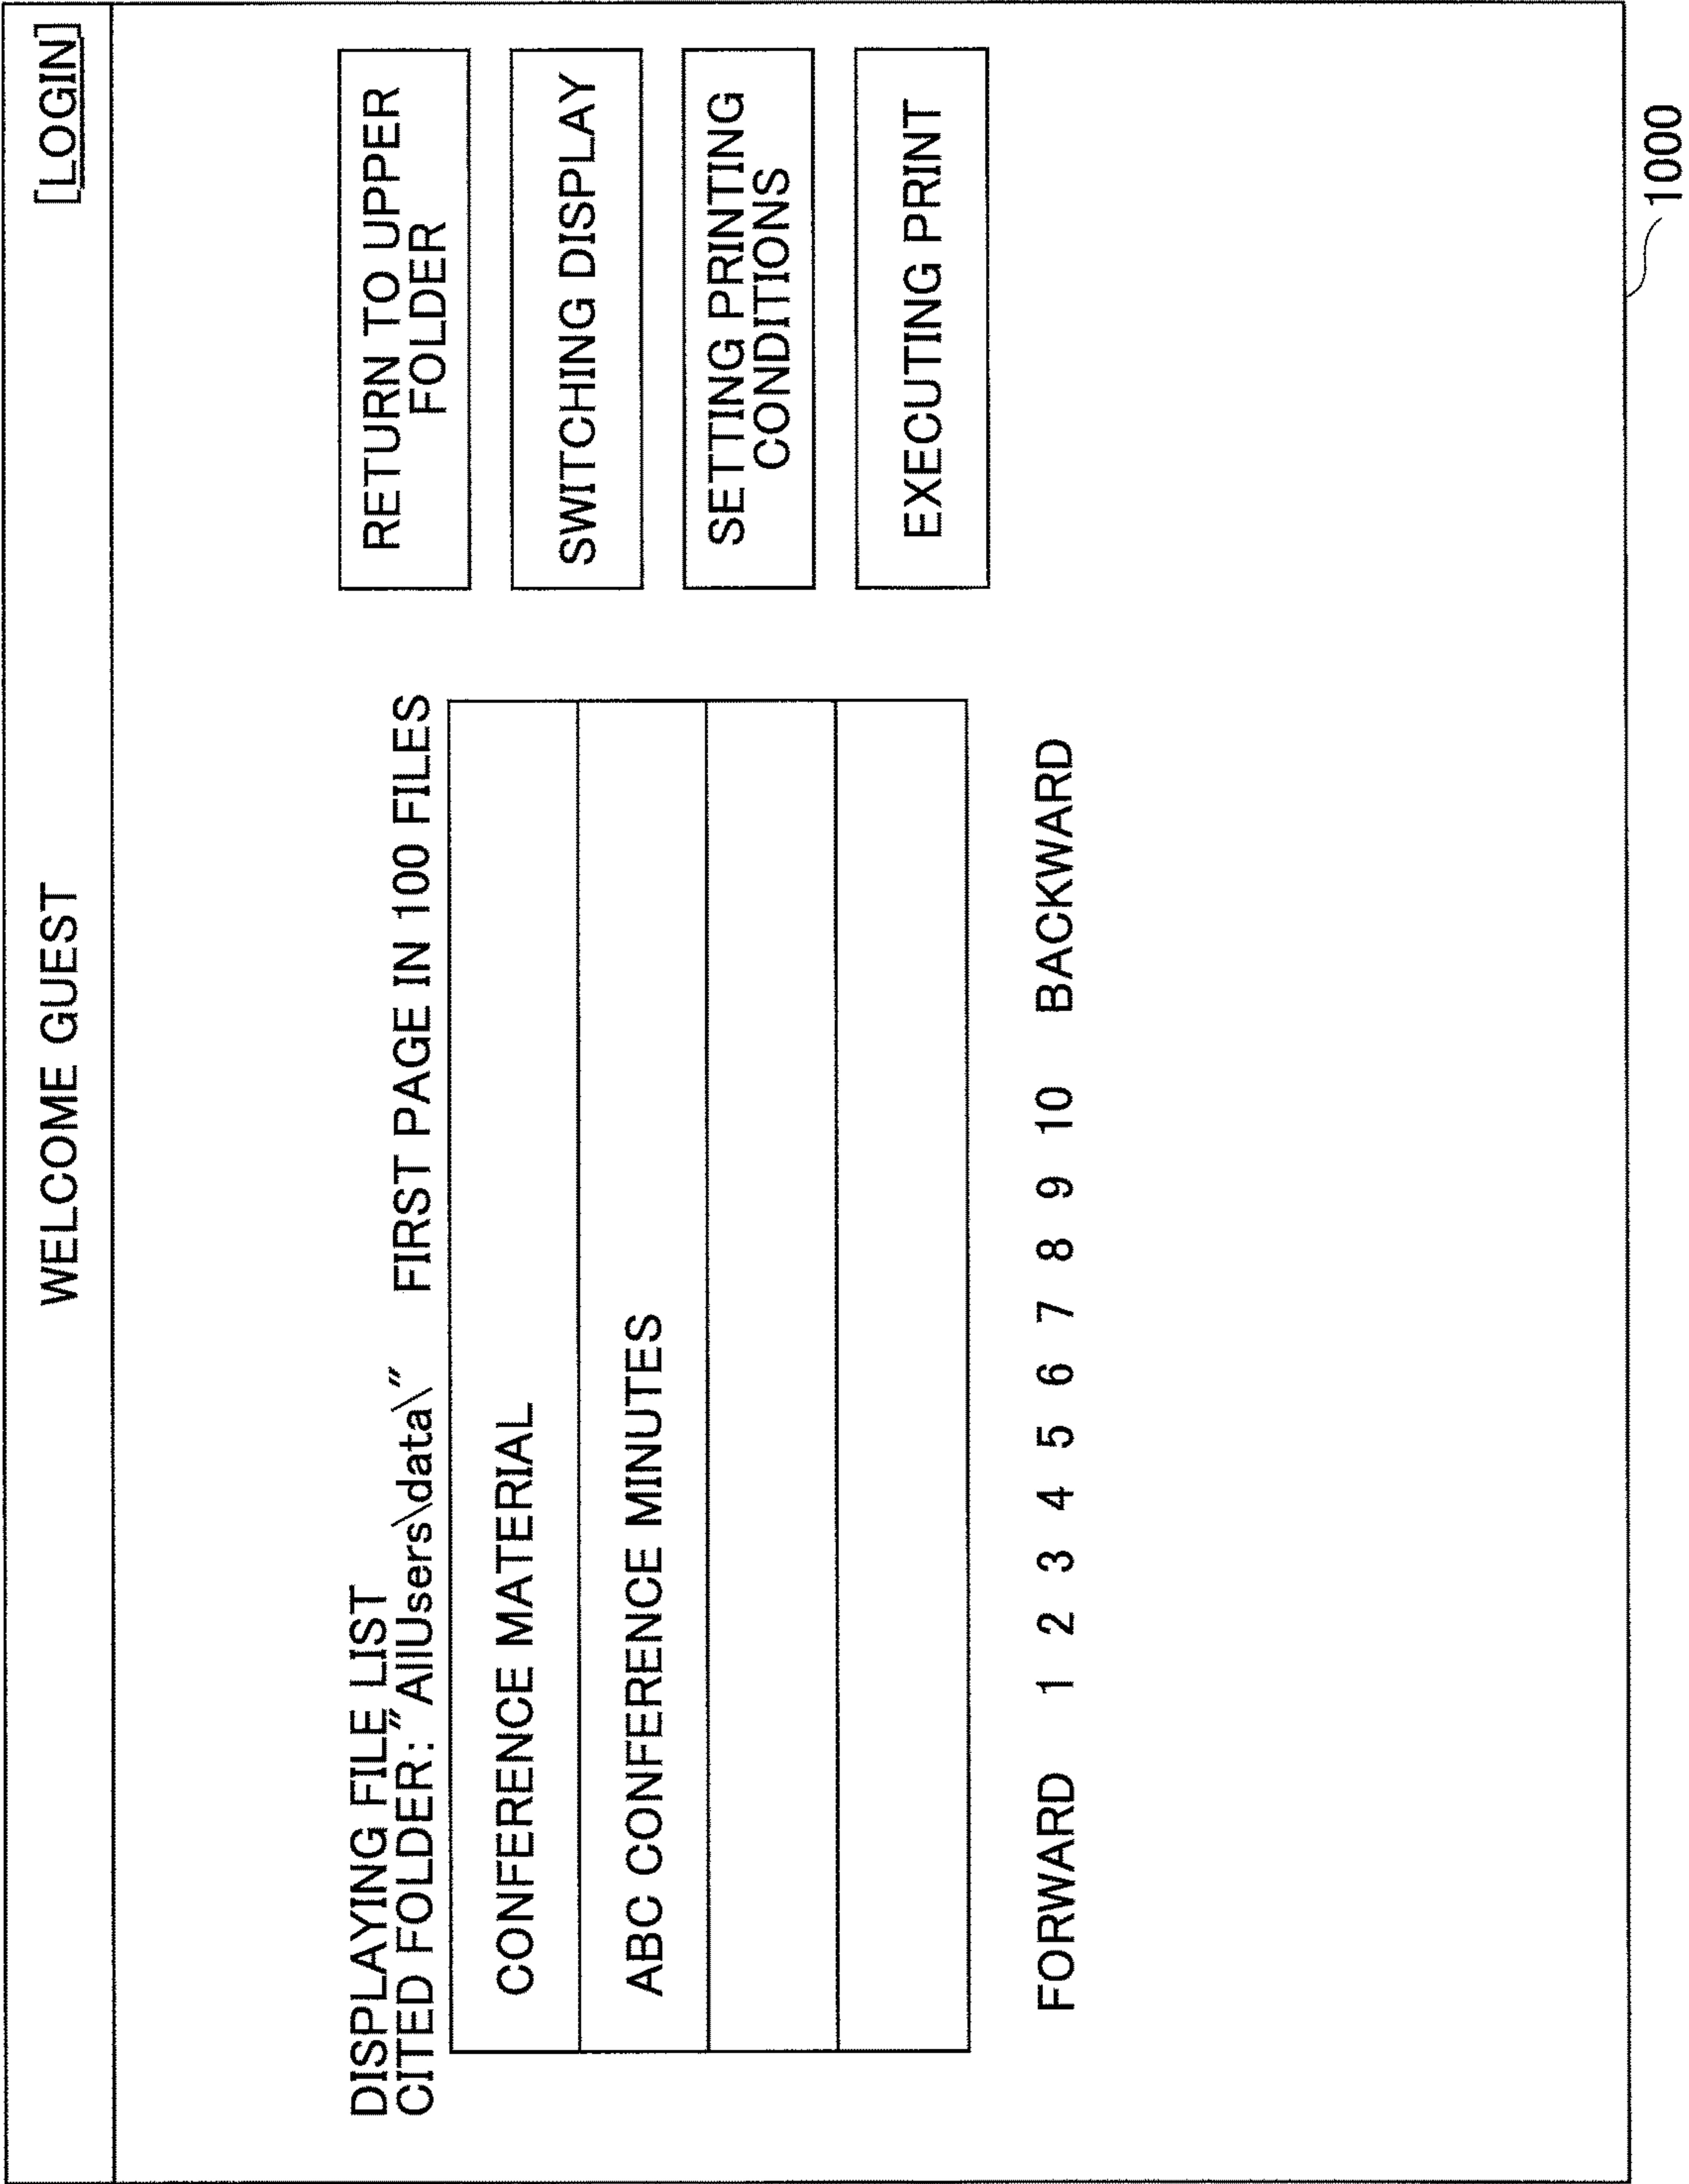 WELCOME GUEST
[LOGIN]
DISPLAYING FILE LIST
CITED FOLDER:"AllUsers\data\" FIRST PAGE IN 100 FILES
CONFERENCE MATERIAL
ABC CONFERENCE MINUTES
FORWARD 1 2 3 4 5 6 7 8 9 10 BACKWARD
RETURN TO UPPER
FOLDER
SWITCHING DISPLAY
SETTING PRINTING
CONDITIONS
EXECUTING PRINT
1000